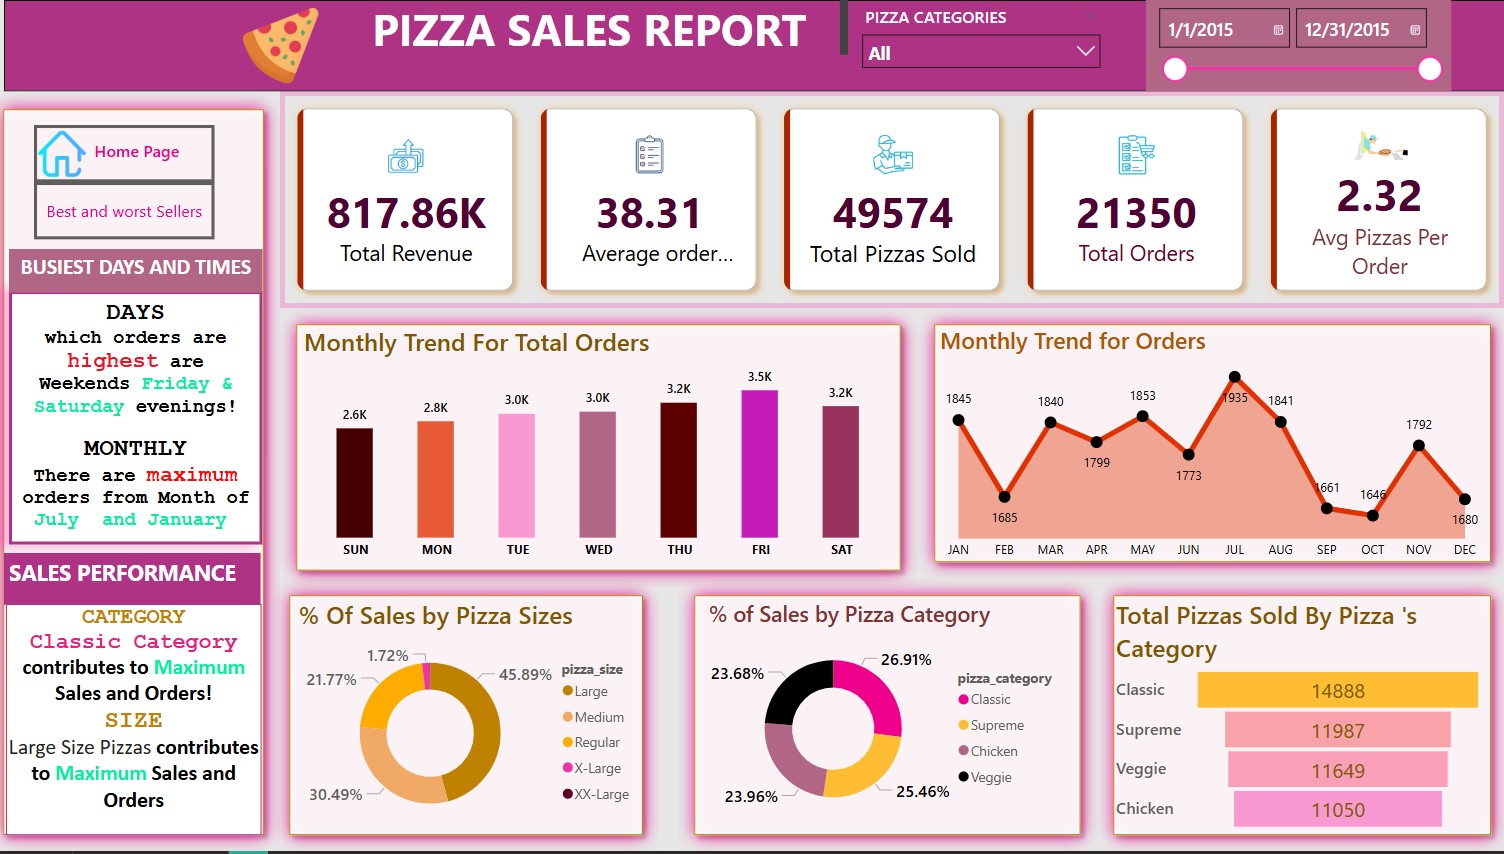 PIZZA SALES REPORT
PIZZA CATEGORIES
All
1/1/2015
12/31/2015
Home Page
Best and worst Sellers
BUSIEST DAYS AND TIMES
DAYS
which orders are
highest are
Weekends Friday &
Saturday evenings!
MONTHLY
There are maximum
orders from Month of
July and January
SALES PERFORMANCE
CATEGORY
Classic Category
contributes to Maximum
Sales and Orders!
SIZE
Large Size Pizzas contributes
to Maximum Sales and
Orders
817.86K
Total Revenue
38.31
Average order...
49574
Total Pizzas Sold
21350
Total Orders
2.32
Avg Pizzas Per
Order
Monthly Trend For Total Orders
2.6K
2.8K
3.0K
3.0K
3.2K
3.5K
3.2K
SUN MON TUE WED THU FRI SAT
Monthly Trend for Orders
1845
1685
1840
1799
1853
1773
1935
1841
1661
1646
1792
1680
JAN FEB MAR APR MAY JUN JUL AUG SEP OCT NOV DEC
% Of Sales by Pizza Sizes
1.72%
21.77%
45.89%
30.49%
pizza_size
Large
Medium
Regular
X-Large
XX-Large
% of Sales by Pizza Category
23.68%
26.91%
23.96%
25.46%
pizza_category
Classic
Supreme
Chicken
Veggie
Total Pizzas Sold By Pizza 's
Category
Classic 14888
Supreme 11987
Veggie 11649
Chicken 11050